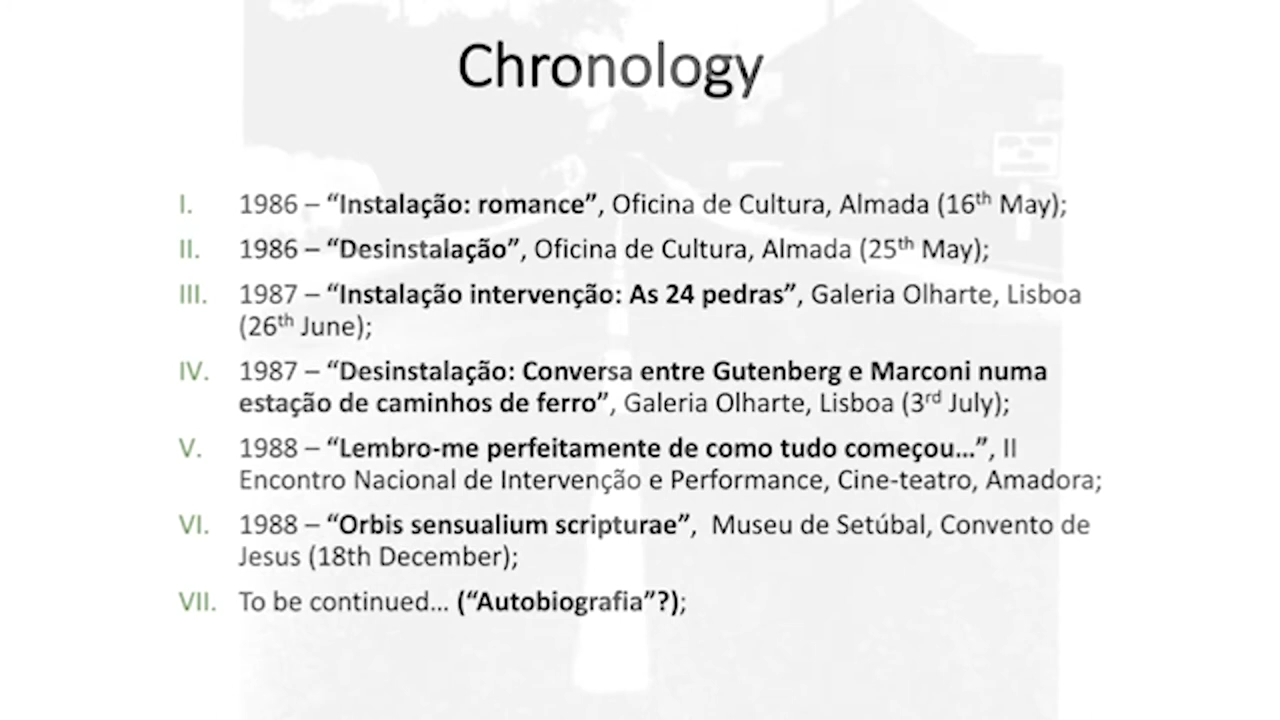 Chronology
I. 1986 – “Instalação: romance”, Oficina de Cultura, Almada (16th May);
II. 1986 – “Desinstalação”, Oficina de Cultura, Almada (25th May);
III. 1987 – “Instalação intervenção: As 24 pedras”, Galeria Olharte, Lisboa
(26th June);
IV. 1987 – “Desinstalação: Conversa entre Gutenberg e Marconi numa
estação de caminhos de ferro”, Galeria Olharte, Lisboa (3rd July);
V. 1988 – “Lembro-me perfeitamente de como tudo começou…”, II
Encontro Nacional de Intervenção e Performance, Cine-teatro, Amadora;
VI. 1988 – “Orbis sensualium scripturae”, Museu de Setúbal, Convento de
Jesus (18th December);
VII. To be continued… (“Autobiografia”?);